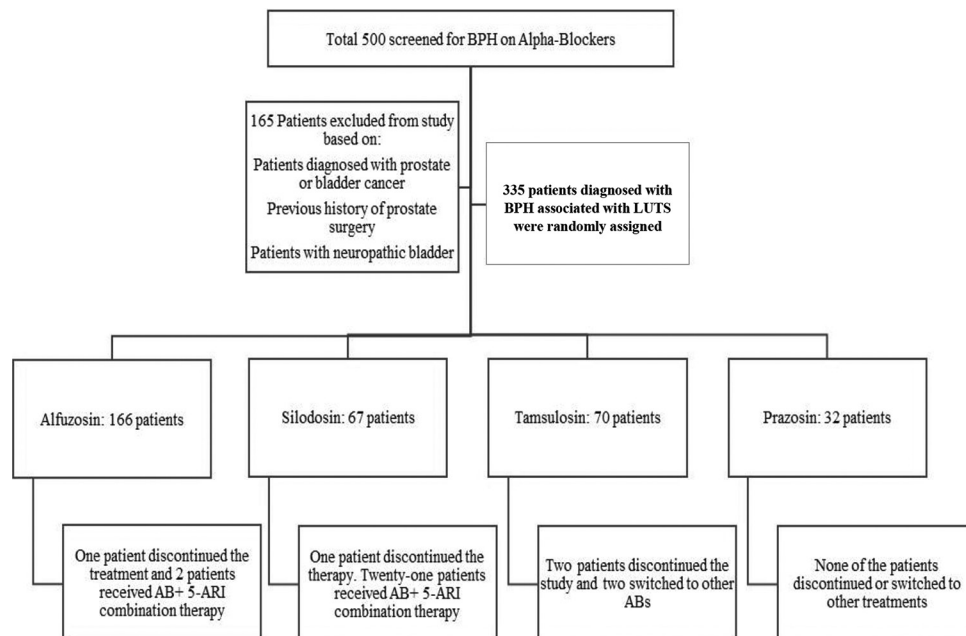 Total 500 screened for BPH on Alpha-Blockers
165 Patients excluded from study
based on:
Patients diagnosed with prostate
or bladder cancer
Previous history of prostate
surgery
Patients with neuropathic bladder
335 patients diagnosed with
BPH associated with LUTS
were randomly assigned
Alfuzosin: 166 patients
Silodosin: 67 patients
Tamsulosin: 70 patients
Prazosin: 32 patients
One patient discontinued the
treatment and 2 patients
received AB+ 5-ARI
combination therapy
One patient discontinued the
therapy. Twenty-one patients
received AB+ 5-ARI
combination therapy
Two patients discontinued the
study and two switched to other
ABs
None of the patients
discontinued or switched to
other treatments